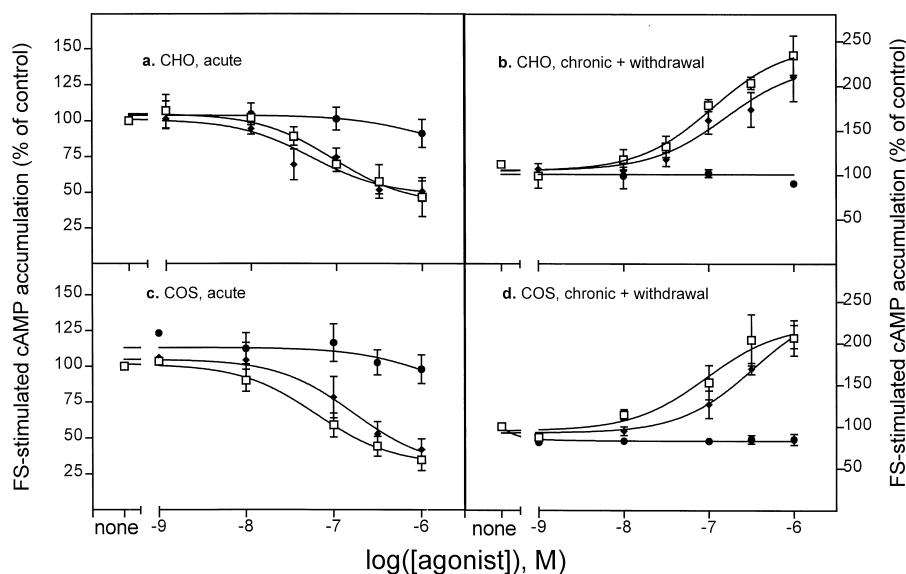 FS-stimulated cAMP accumulation (% of control)
150
125
100
75
50
25
a. CHO, acute
b. CHO, chronic + withdrawal
250
200
150
100
50
FS-stimulated cAMP accumulation (% of control)
150
125
100
75
50
25
c. COS, acute
d. COS, chronic + withdrawal
250
200
150
100
50
none -9 -8 -7 -6 none -9 -8 -7 -6
log([agonist]), M)